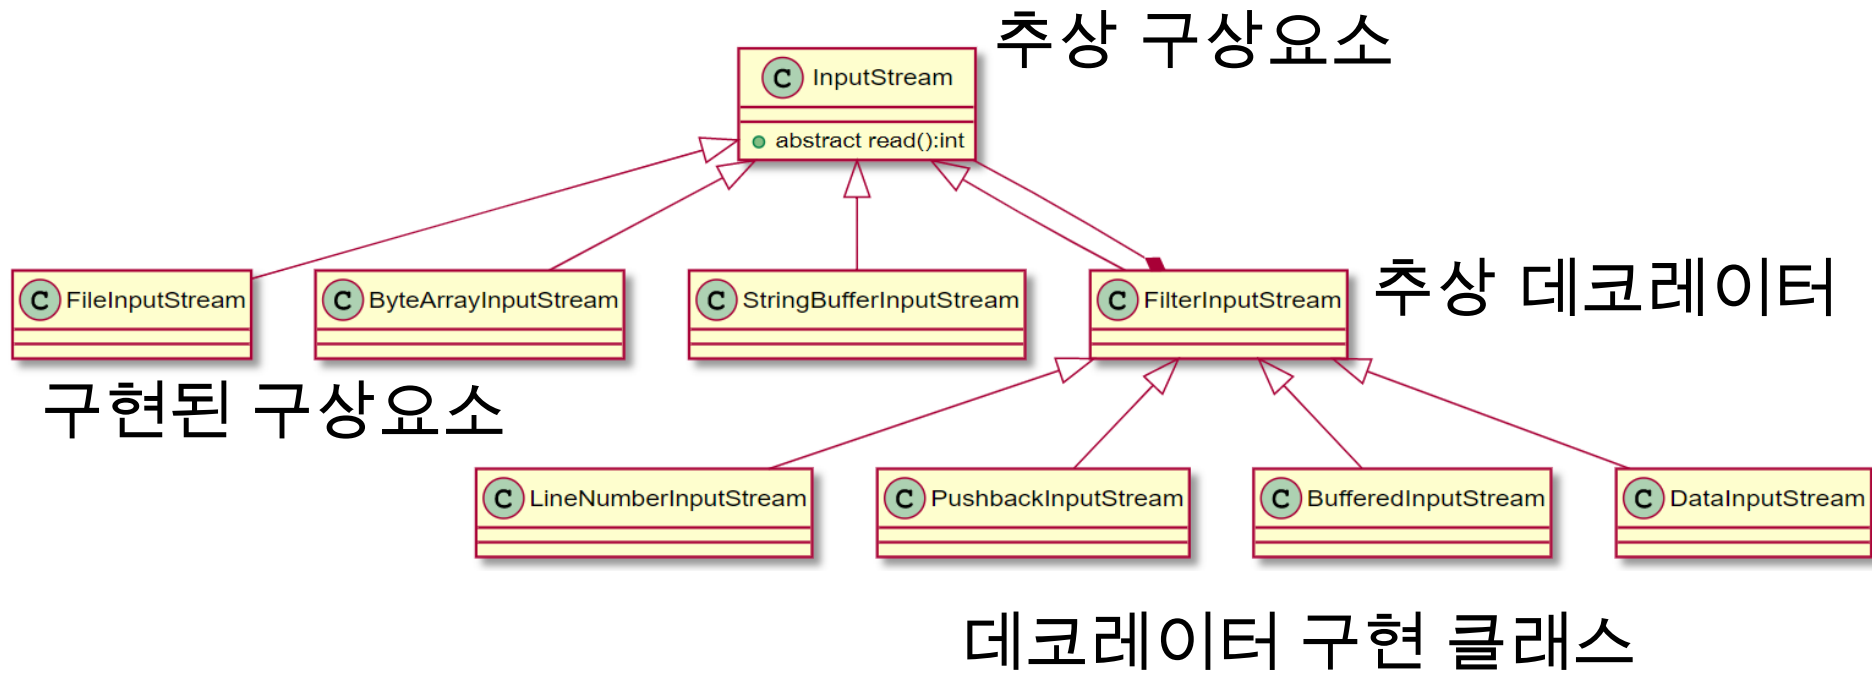 추상 구상요소
C InputStream
abstract read():int
C FileInputStream
C ByteArrayInputStream
C StringBufferInputStream
C FilterInputStream
추상 데코레이터
구현된 구상요소
C LineNumberInputStream
C PushbackInputStream
C BufferedInputStream
C DataInputStream
데코레이터 구현 클래스